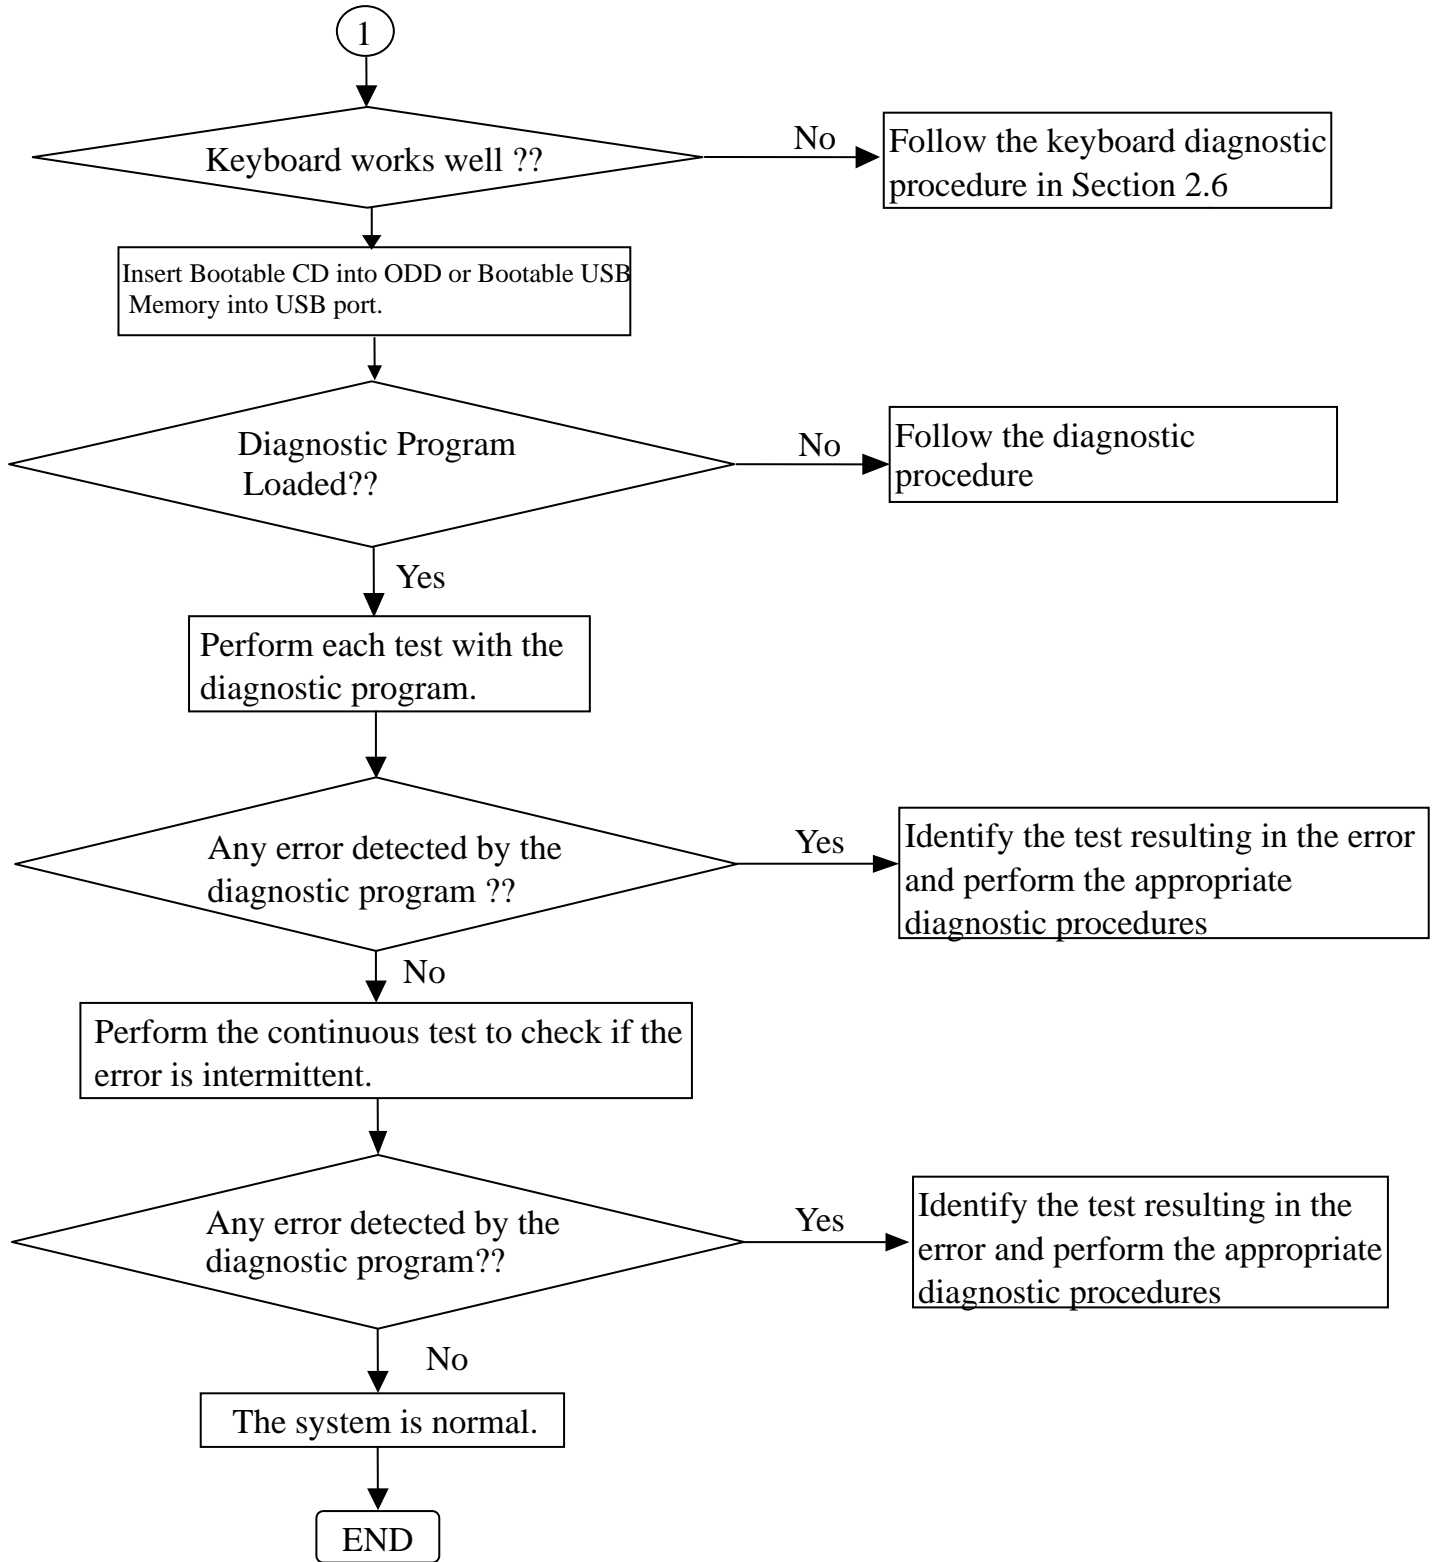 1
Keyboard works well ??
No
Follow the keyboard diagnostic
procedure in Section 2.6
Insert Bootable CD into ODD or Bootable USB
Memory into USB port.
Diagnostic Program
Loaded??
No
Follow the diagnostic
procedure
Yes
Perform each test with the
diagnostic program.
Any error detected by the
diagnostic program ??
Yes
Identify the test resulting in the error
and perform the appropriate
diagnostic procedures
No
Perform the continuous test to check if the
error is intermittent.
Any error detected by the
diagnostic program??
Yes
Identify the test resulting in the
error and perform the appropriate
diagnostic procedures
No
The system is normal.
END